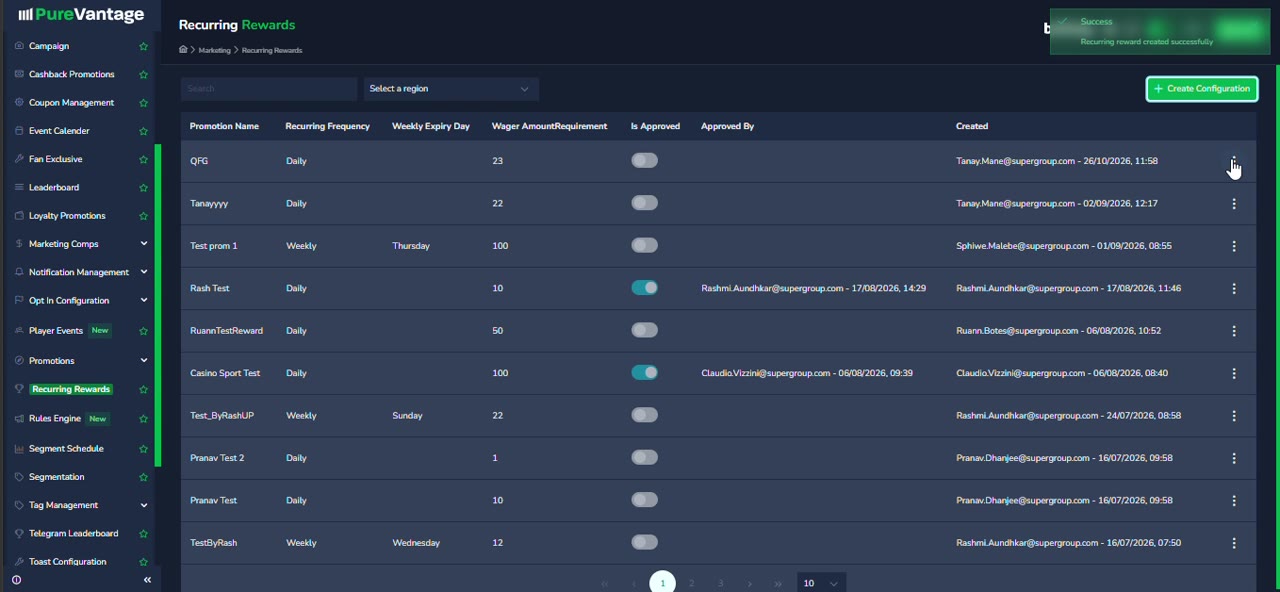 PureVantage
Campaign
Cashback Promotions
Coupon Management
Event Calender
Fan Exclusive
Leaderboard
Loyalty Promotions
Marketing Comps
Notification Management
Opt In Configuration
Player Events New
Promotions
Recurring Rewards
Rules Engine New
Segment Schedule
Segmentation
Tag Management
Telegram Leaderboard
Toast Configuration
«
Recurring Rewards
Marketing > Recurring Rewards
Success
Recurring reward created successfully
Search
Select a region
+ Create Configuration
Promotion Name Recurring Frequency Weekly Expiry Day Wager AmountRequirement Is Approved Approved By Created
QFG Daily 23 Tanay.Mane@supergroup.com - 26/10/2026, 11:58
Tanayyyy Daily 22 Tanay.Mane@supergroup.com - 02/09/2026, 12:17
Test prom 1 Weekly Thursday 100 Sphiwe.Malebe@supergroup.com - 01/09/2026, 08:55
Rash Test Daily 10 Rashmi.Aundhkar@supergroup.com - 17/08/2026, 14:29 Rashmi.Aundhkar@supergroup.com - 17/08/2026, 11:46
RuannTestReward Daily 50 Ruann.Botes@supergroup.com - 06/08/2026, 10:52
Casino Sport Test Daily 100 Claudio.Vizzini@supergroup.com - 06/08/2026, 09:39 Claudio.Vizzini@supergroup.com - 06/08/2026, 08:40
Test_ByRashUP Weekly Sunday 22 Rashmi.Aundhkar@supergroup.com - 24/07/2026, 08:58
Pranav Test 2 Daily 1 Pranav.Dhanjee@supergroup.com - 16/07/2026, 09:58
Pranav Test Daily 10 Pranav.Dhanjee@supergroup.com - 16/07/2026, 09:58
TestByRash Weekly Wednesday 12 Rashmi.Aundhkar@supergroup.com - 16/07/2026, 07:50
« ‹ 1 2 3 › » 10